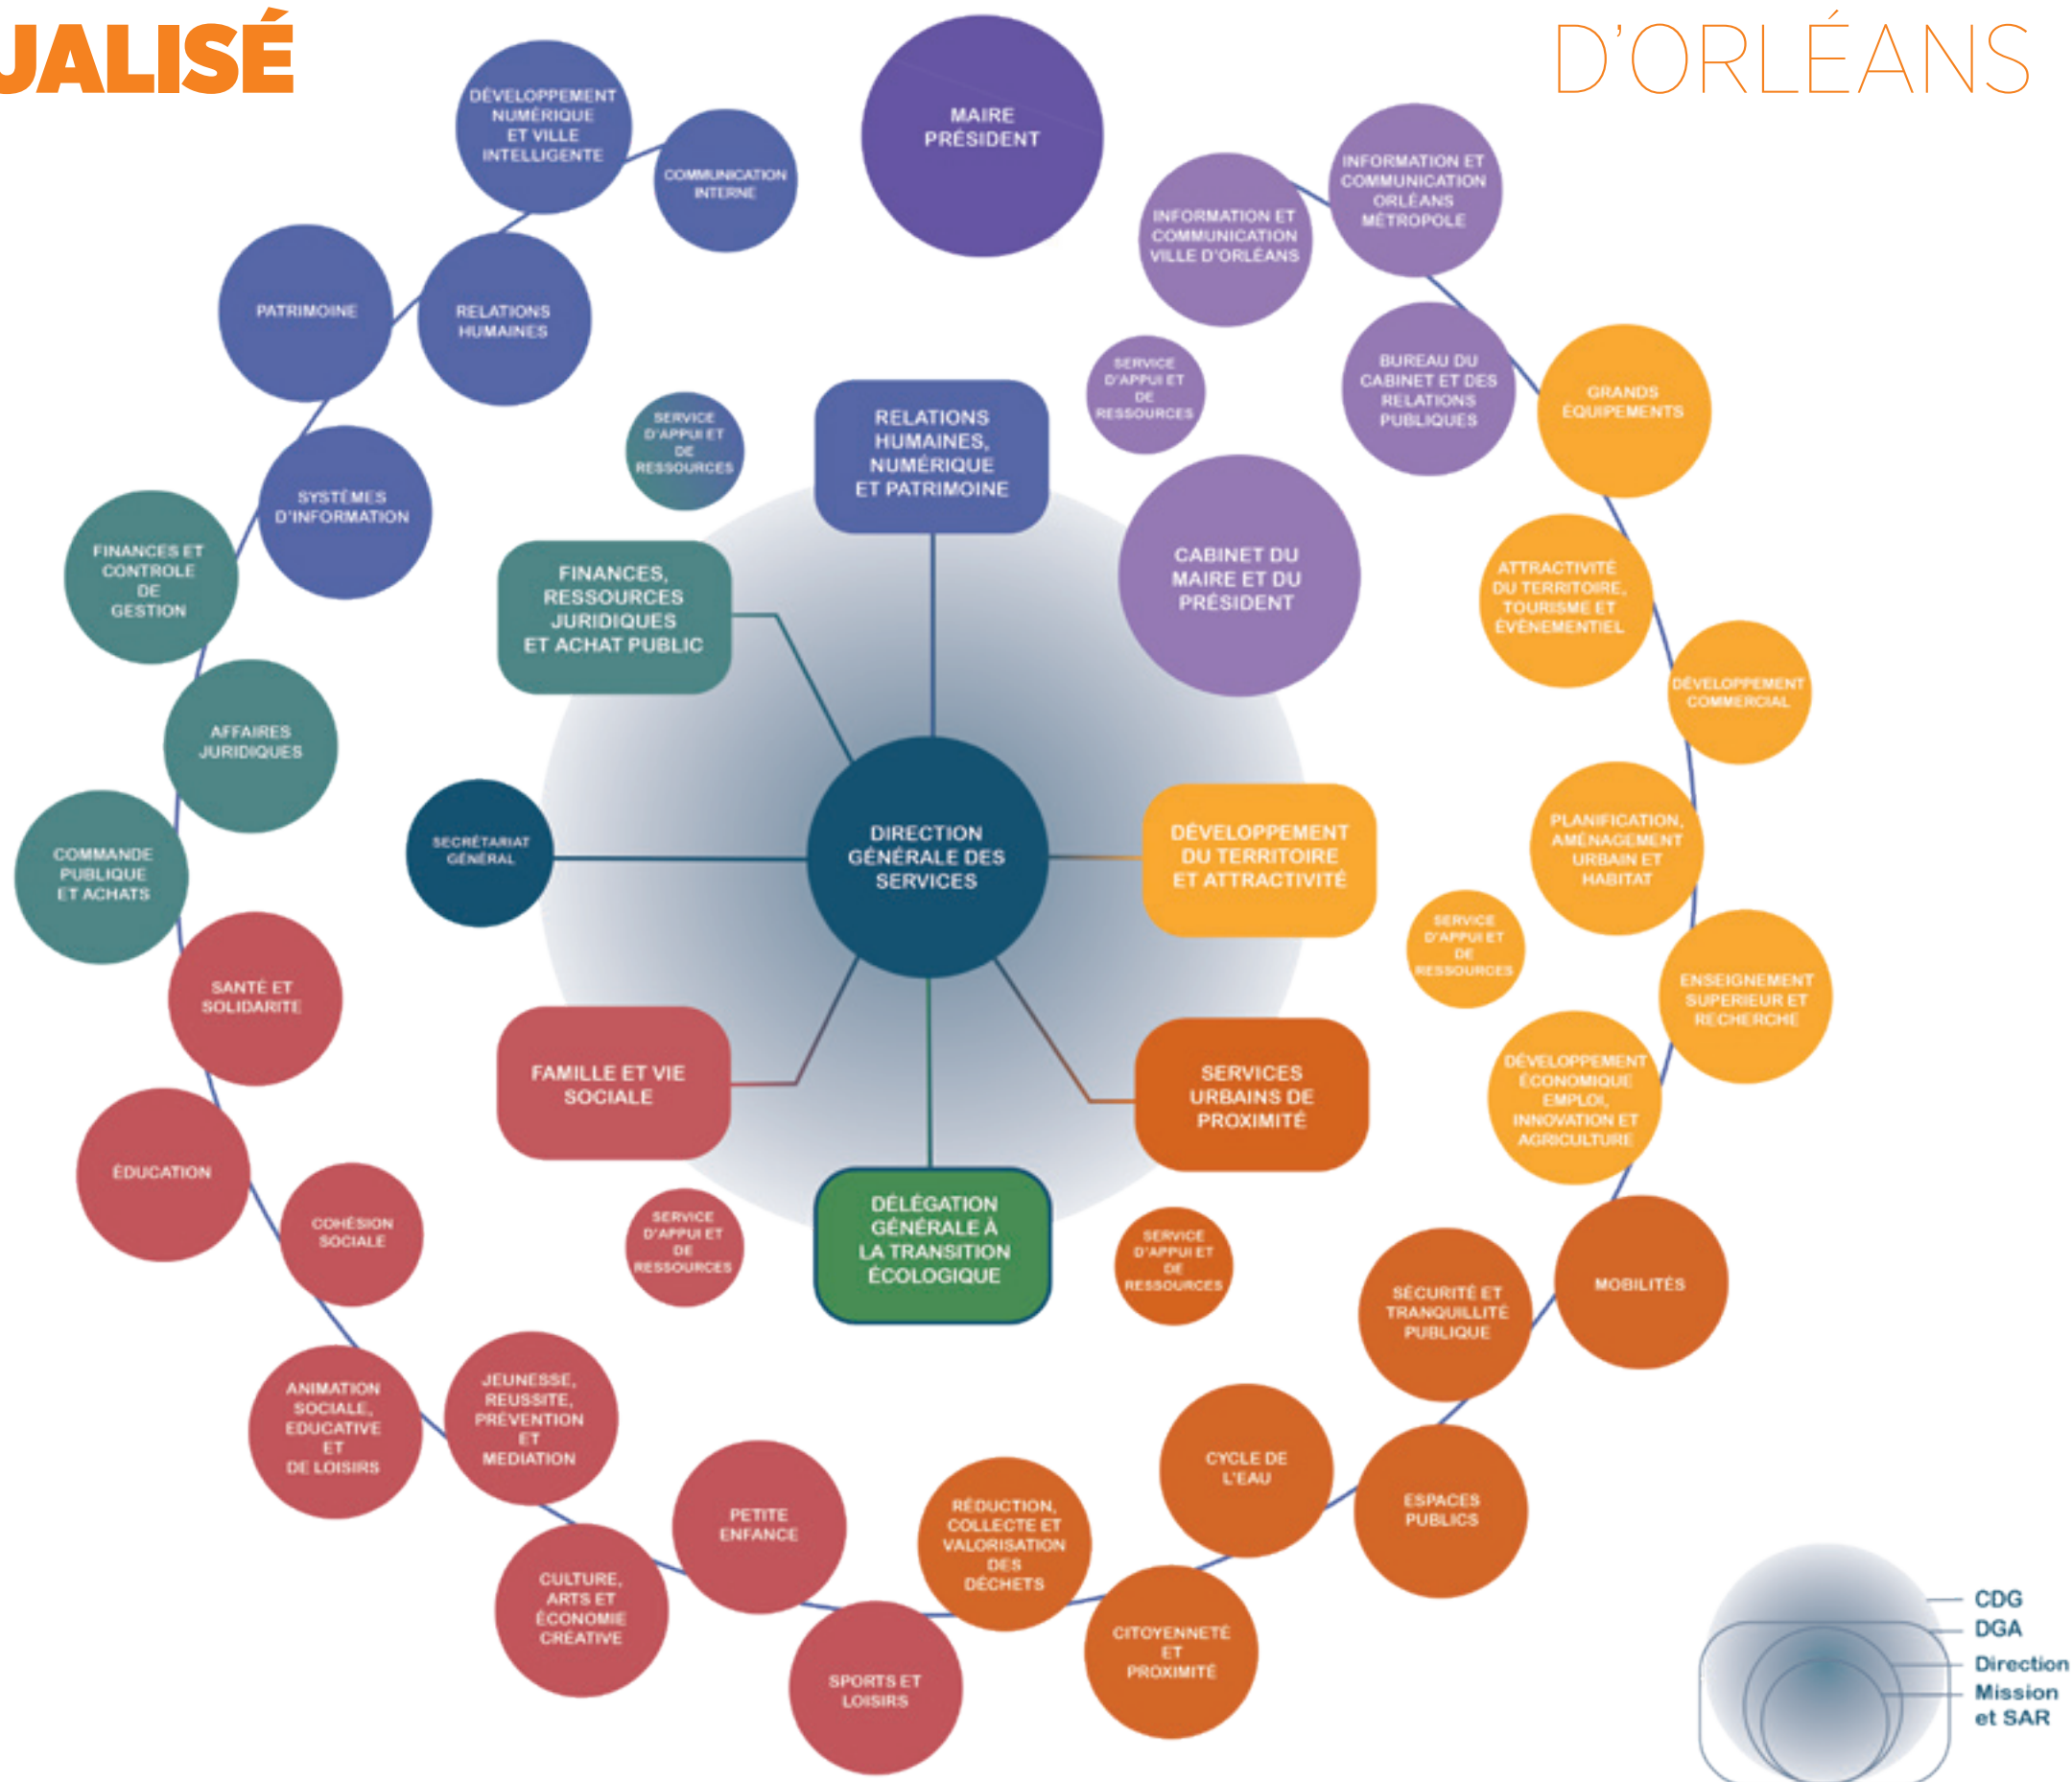 UALISÉ
D'ORLÉANS
MAIRE
PRÉSIDENT
DÉVELOPPEMENT
NUMÉRIQUE
ET VILLE
INTELLIGENTE
COMMUNICATION
INTERNE
PATRIMOINE
RELATIONS
HUMAINES
SYSTÈMES
D'INFORMATION
INFORMATION ET
COMMUNICATION
VILLE D'ORLÉANS
INFORMATION ET
COMMUNICATION
ORLÉANS
MÉTROPOLE
BUREAU DU
CABINET ET DES
RELATIONS
PUBLIQUES
SERVICE
D'APPUI ET
DE
RESSOURCES
SERVICE
D'APPUI ET
DE
RESSOURCES
RELATIONS
HUMAINES,
NUMÉRIQUE
ET PATRIMOINE
CABINET DU
MAIRE ET DU
PRÉSIDENT
GRANDS
ÉQUIPEMENTS
ATTRACTIVITÉ
DU TERRITOIRE,
TOURISME ET
ÉVÈNEMENTIEL
DÉVELOPPEMENT
COMMERCIAL
PLANIFICATION,
AMÉNAGEMENT
URBAIN ET
HABITAT
SERVICE
D'APPUI ET
DE
RESSOURCES
ENSEIGNEMENT
SUPERIEUR ET
RECHERCHE
DÉVELOPPEMENT
ÉCONOMIQUE
EMPLOI,
INNOVATION ET
AGRICULTURE
FINANCES ET
CONTROLE
DE
GESTION
AFFAIRES
JURIDIQUES
COMMANDE
PUBLIQUE
ET ACHATS
FINANCES,
RESSOURCES
JURIDIQUES
ET ACHAT PUBLIC
SECRÉTARIAT
GÉNÉRAL
DIRECTION
GÉNÉRALE DES
SERVICES
DÉVELOPPEMENT
DU TERRITOIRE
ET ATTRACTIVITÉ
FAMILLE ET VIE
SOCIALE
SERVICES
URBAINS DE
PROXIMITÉ
DÉLÉGATION
GÉNÉRALE À
LA TRANSITION
ÉCOLOGIQUE
SERVICE
D'APPUI ET
DE
RESSOURCES
SERVICE
D'APPUI ET
DE
RESSOURCES
SANTÉ ET
SOLIDARITE
ÉDUCATION
COHÉSION
SOCIALE
ANIMATION
SOCIALE,
EDUCATIVE
ET
DE LOISIRS
JEUNESSE,
REUSSITE,
PRÉVENTION
ET
MEDIATION
CULTURE,
ARTS ET
ÉCONOMIE
CRÉATIVE
PETITE
ENFANCE
SPORTS ET
LOISIRS
RÉDUCTION,
COLLECTE ET
VALORISATION
DES
DÉCHETS
CITOYENNETÉ
ET
PROXIMITÉ
CYCLE DE
L'EAU
ESPACES
PUBLICS
SÉCURITÉ ET
TRANQUILLITÉ
PUBLIQUE
MOBILITÉS
CDG
DGA
Direction
Mission
et SAR